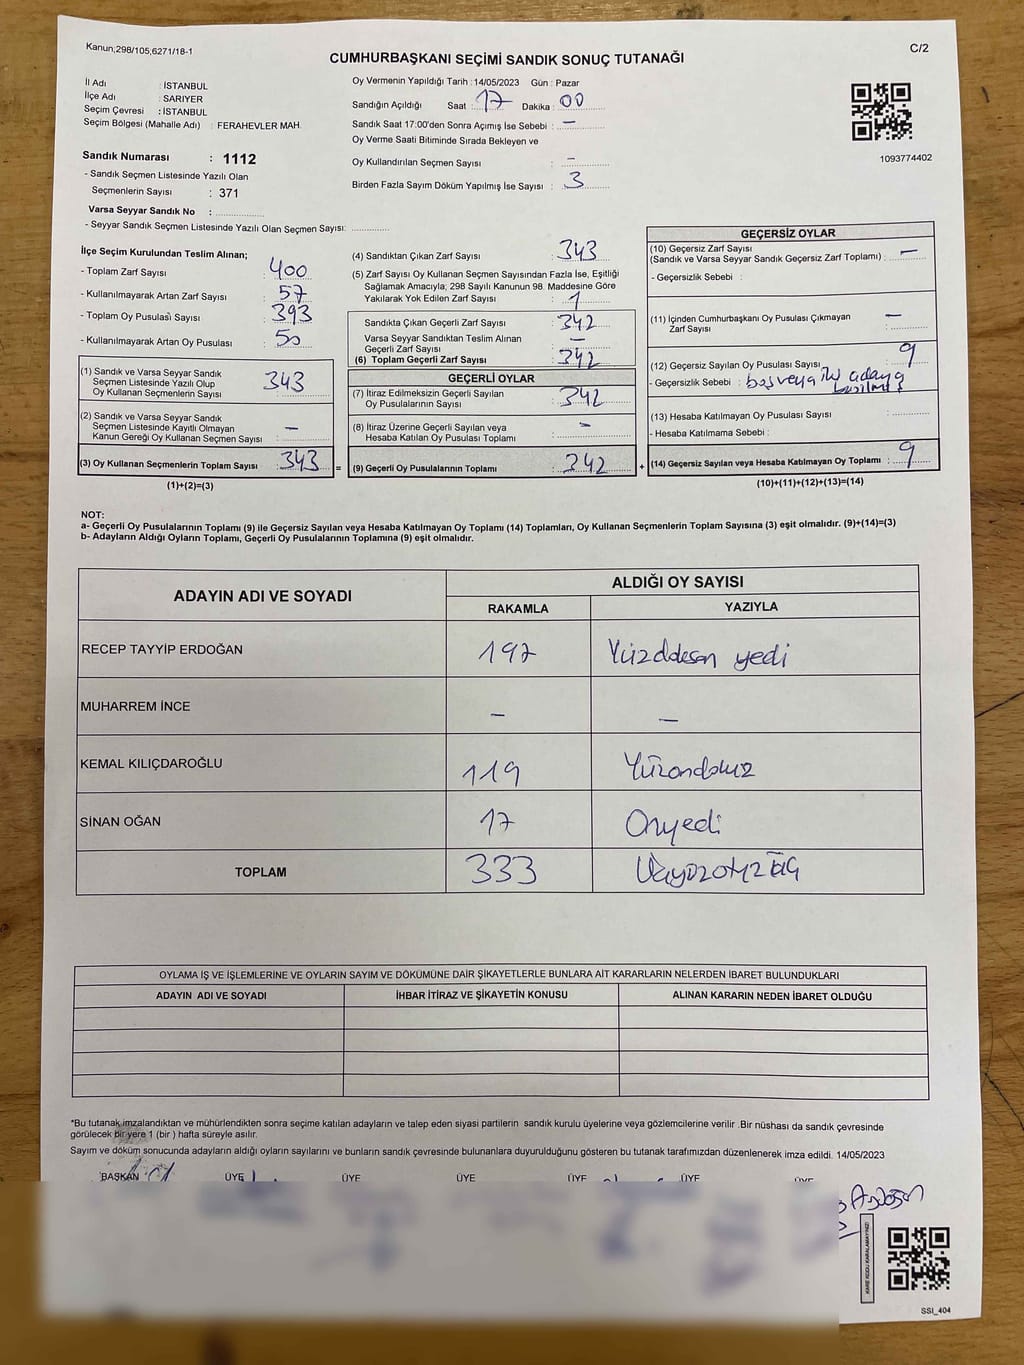 Kanun;298/105,6271/18-1
C/2
CUMHURBAŞKANI SEÇİMİ SANDIK SONUÇ TUTANAĞI
İl Adı : İSTANBUL
İlçe Adı : SARIYER
Seçim Çevresi : İSTANBUL
Seçim Bölgesi (Mahalle Adı) : FERAHEVLER MAH.
Sandık Numarası : 1112
- Sandık Seçmen Listesinde Yazılı Olan
Seçmenlerin Sayısı : 371
Varsa Seyyar Sandık No : ................
- Seyyar Sandık Seçmen Listesinde Yazılı Olan Seçmen Sayısı: ............
Oy Vermenin Yapıldığı Tarih :14/05/2023 Gün : Pazar
Sandığın Açıldığı Saat : 17 Dakika : 00
Sandık Saat 17:00'den Sonra Açımış İse Sebebi : —
Oy Verme Saati Bitiminde Sırada Bekleyen ve
Oy Kullandırılan Seçmen Sayısı : —
Birden Fazla Sayım Döküm Yapılmış İse Sayısı : 3
1093774402
İlçe Seçim Kurulundan Teslim Alınan;
- Toplam Zarf Sayısı : 400
- Kullanılmayarak Artan Zarf Sayısı : 57
- Toplam Oy Pusulası Sayısı : 393
- Kullanılmayarak Artan Oy Pusulası : 50
(1) Sandık ve Varsa Seyyar Sandık
Seçmen Listesinde Yazılı Olup
Oy Kullanan Seçmenlerin Sayısı : 343
(2) Sandık ve Varsa Seyyar Sandık
Seçmen Listesinde Kayıtlı Olmayan
Kanun Gereği Oy Kullanan Seçmen Sayısı : —
(3) Oy Kullanan Seçmenlerin Toplam Sayısı : 343 =
(1)+(2)=(3)
(4) Sandıktan Çıkan Zarf Sayısı : 343
(5) Zarf Sayısı Oy Kullanan Seçmen Sayısından Fazla İse, Eşitliği
Sağlamak Amacıyla; 298 Sayılı Kanunun 98. Maddesine Göre
Yakılarak Yok Edilen Zarf Sayısı : 1
Sandıkta Çıkan Geçerli Zarf Sayısı : 342
Varsa Seyyar Sandıktan Teslim Alınan
Geçerli Zarf Sayısı : —
(6) Toplam Geçerli Zarf Sayısı : 342
GEÇERLİ OYLAR
(7) İtiraz Edilmeksizin Geçerli Sayılan
Oy Pusulalarının Sayısı : 342
(8) İtiraz Üzerine Geçerli Sayılan veya
Hesaba Katılan Oy Pusulası Toplamı : —
(9) Geçerli Oy Pusulalarının Toplamı : 342 +
GEÇERSİZ OYLAR
(10) Geçersiz Zarf Sayısı
(Sandık ve Varsa Seyyar Sandık Geçersiz Zarf Toplamı) : —
- Geçersizlik Sebebi :
(11) İçinden Cumhurbaşkanı Oy Pusulası Çıkmayan
Zarf Sayısı : —
(12) Geçersiz Sayılan Oy Pusulası Sayısı : 9
- Geçersizlik Sebebi : boş veya iki adaya
(13) Hesaba Katılmayan Oy Pusulası Sayısı : ............
- Hesaba Katılmama Sebebi :
(14) Geçersiz Sayılan veya Hesaba Katılmayan Oy Toplamı : 9
(10)+(11)+(12)+(13)=(14)
NOT:
a- Geçerli Oy Pusulalarının Toplamı (9) ile Geçersiz Sayılan veya Hesaba Katılmayan Oy Toplamı (14) Toplamları, Oy Kullanan Seçmenlerin Toplam Sayısına (3) eşit olmalıdır. (9)+(14)=(3)
b- Adayların Aldığı Oyların Toplamı, Geçerli Oy Pusulalarının Toplamına (9) eşit olmalıdır.
ADAYIN ADI VE SOYADI
ALDIĞI OY SAYISI
RAKAMLA YAZIYLA
RECEP TAYYİP ERDOĞAN 197 Yüzddesen yedi
MUHARREM İNCE — —
KEMAL KILIÇDAROĞLU 119 Yüzondokuz
SİNAN OĞAN 17 Onyedi
TOPLAM 333 Üçyüzotuzüç
OYLAMA İŞ VE İŞLEMLERİNE VE OYLARIN SAYIM VE DÖKÜMÜNE DAİR ŞİKAYETLERLE BUNLARA AİT KARARLARIN NELERDEN İBARET BULUNDUKLARI
ADAYIN ADI VE SOYADI İHBAR İTİRAZ VE ŞİKAYETİN KONUSU ALINAN KARARIN NEDEN İBARET OLDUĞU
*Bu tutanak imzalandıktan ve mühürlendikten sonra seçime katılan adayların ve talep eden siyasi partilerin sandık kurulu üyelerine veya gözlemcilerine verilir .Bir nüshası da sandık çevresinde
görülecek bir yere 1 (bir ) hafta süreyle asılır.
Sayım ve döküm sonucunda adayların aldığı oyların sayılarını ve bunların sandık çevresinde bulunanlara duyurulduğunu gösteren bu tutanak tarafımızdan düzenlenerek imza edildi. 14/05/2023
BAŞKAN ÜYE ÜYE ÜYE ÜYE ÜYE ÜYE
KARE KODU KARALAMAYINIZ!
SSI_404